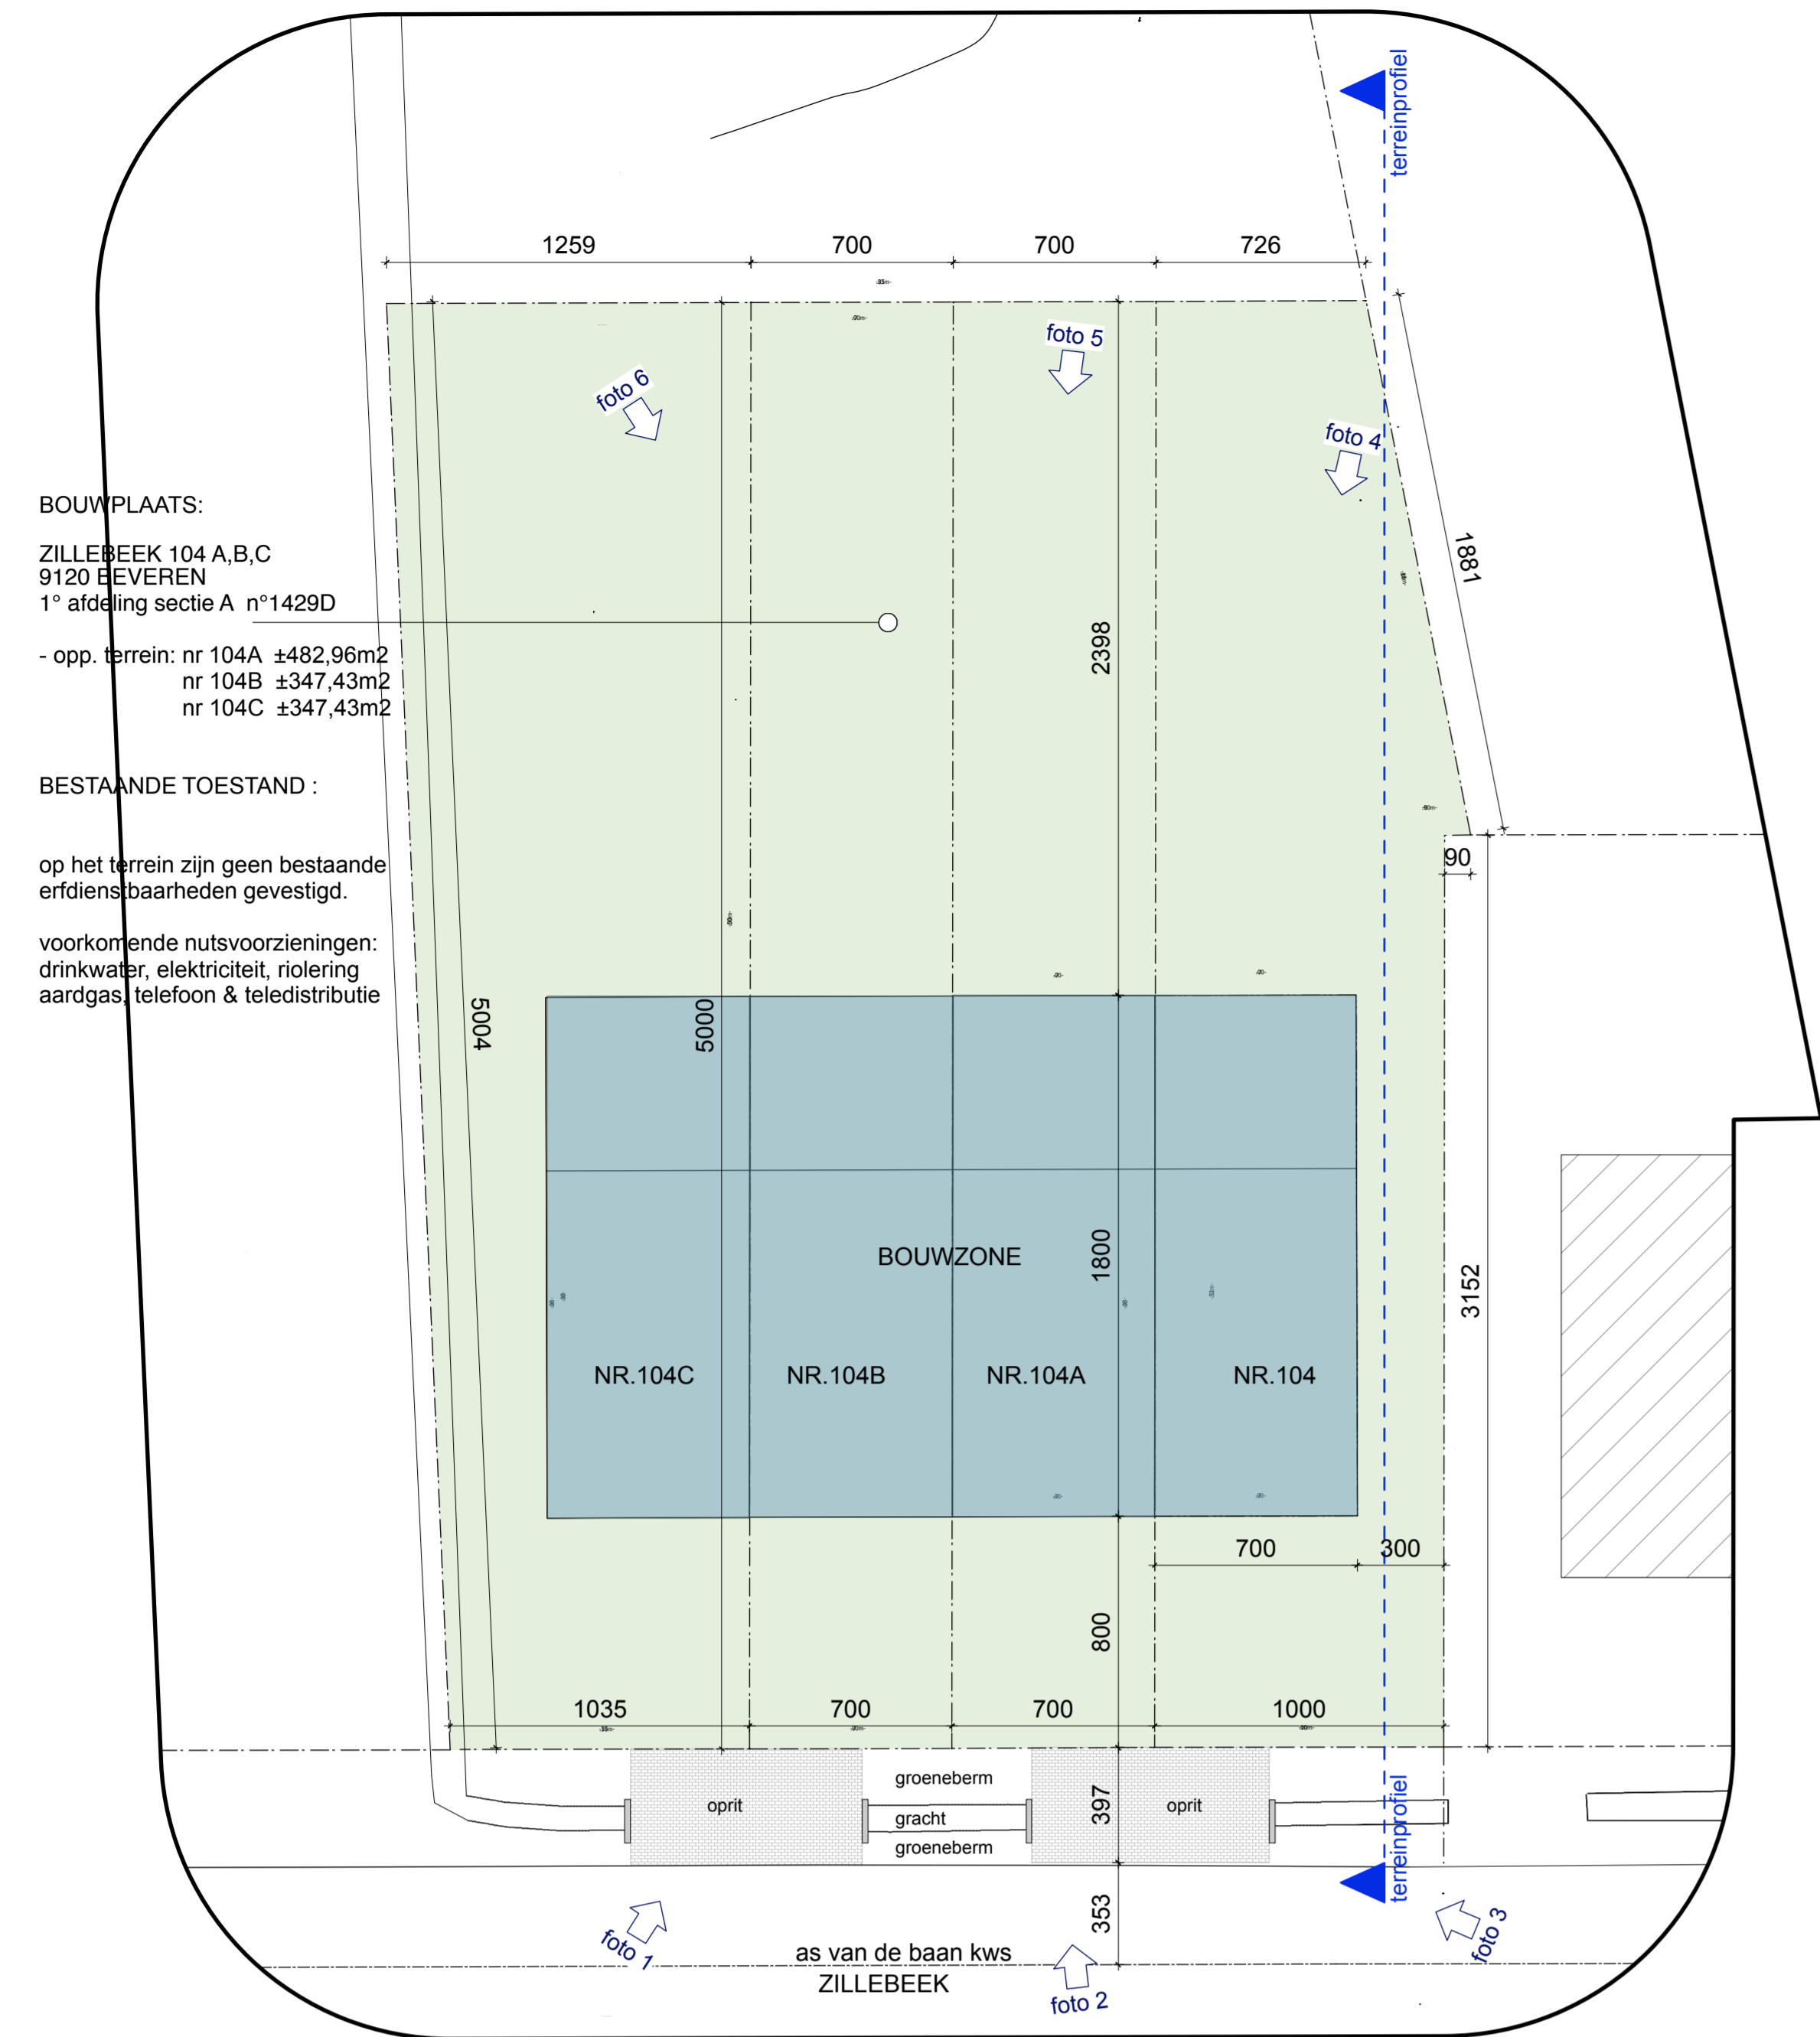 terreinprofiel
1259
700
700
726
foto 5
foto 6
foto 4
BOUWPLAATS:
ZILLEBEEK 104 A,B,C
9120 BEVEREN
1° afdeling sectie A n°1429D
- opp. terrein: nr 104A ±482,96m2
nr 104B ±347,43m2
nr 104C ±347,43m2
1881
2398
BESTAANDE TOESTAND :
90
op het terrein zijn geen bestaande
erfdienstbaarheden gevestigd.
voorkomende nutsvoorzieningen:
drinkwater, elektriciteit, riolering
aardgas, telefoon & teledistributie
5004
5000
BOUWZONE
1800
3152
NR.104C
NR.104B
NR.104A
NR.104
700
300
800
1035
700
700
1000
groeneberm
oprit
gracht
397
oprit
groeneberm
terreinprofiel
353
foto 1
as van de baan kws
foto 3
ZILLEBEEK
foto 2